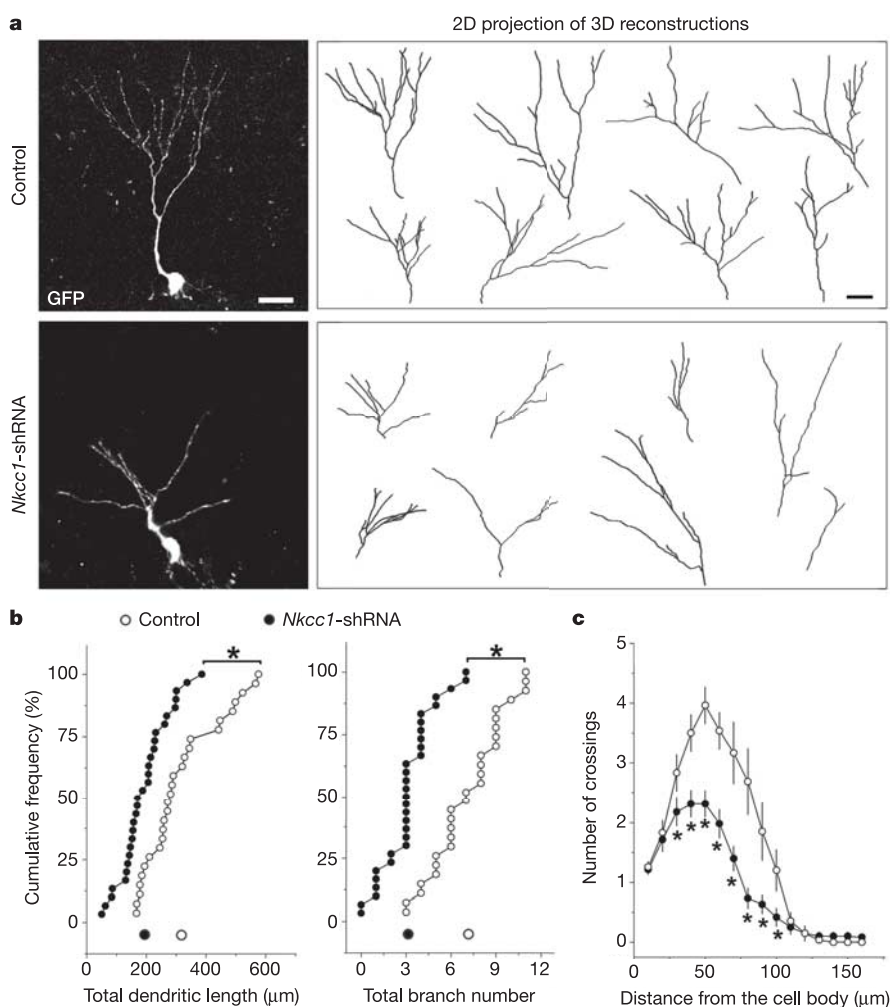 a
2D projection of 3D reconstructions
Control
GFP
Nkcc1-shRNA
b
Control
Nkcc1-shRNA
c
*
*
Cumulative frequency (%)
100
75
50
25
0
0 200 400 600
Total dendritic length (μm)
100
75
50
25
0
0 3 6 9 12
Total branch number
Number of crossings
5
4
3
2
1
0
* * * * * * * *
0 50 100 150
Distance from the cell body (μm)